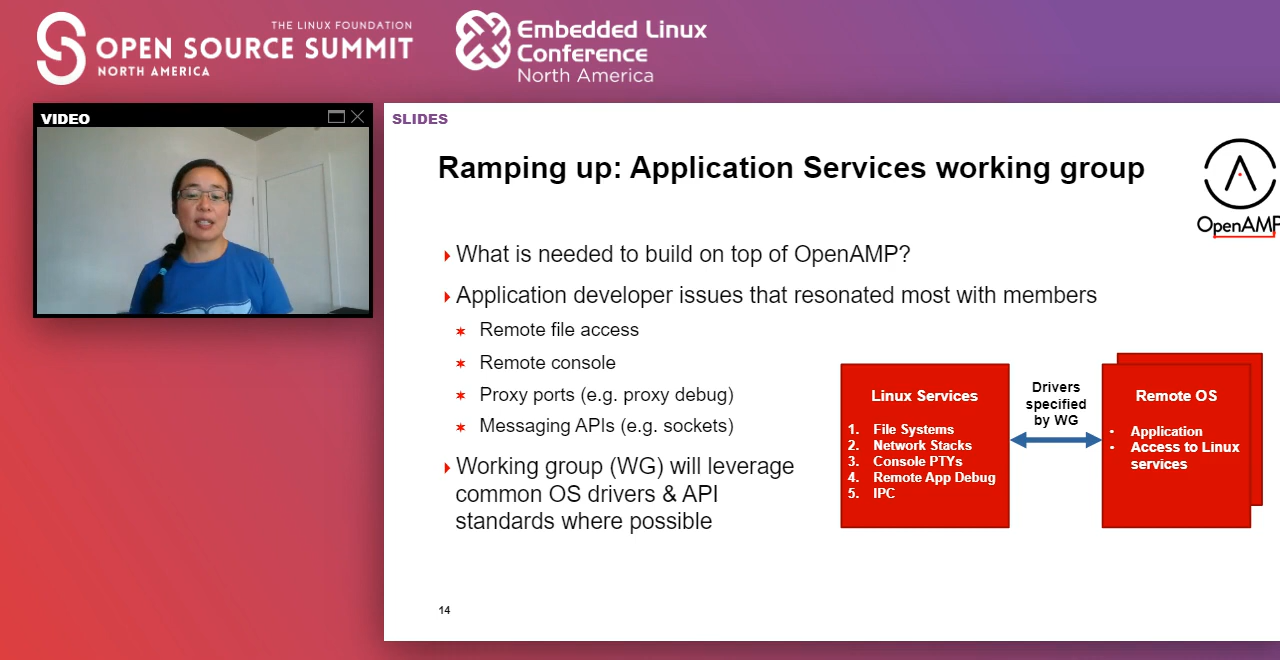 THE LINUX FOUNDATION
OPEN SOURCE SUMMIT
NORTH AMERICA
Embedded Linux
Conference
North America
VIDEO
SLIDES
Ramping up: Application Services working group
OpenAMP
What is needed to build on top of OpenAMP?
Application developer issues that resonated most with members
Remote file access
Remote console
Proxy ports (e.g. proxy debug)
Messaging APIs (e.g. sockets)
Working group (WG) will leverage
common OS drivers & API
standards where possible
Linux Services
1. File Systems
2. Network Stacks
3. Console PTYs
4. Remote App Debug
5. IPC
Drivers
specified
by WG
Remote OS
• Application
• Access to Linux
services
14